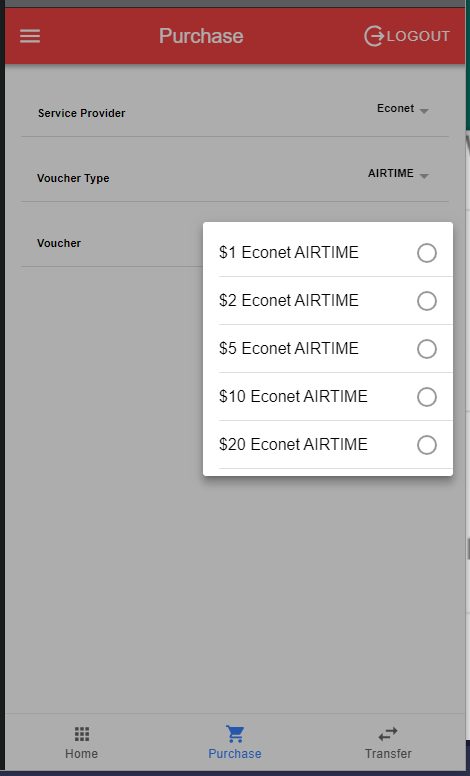 Purchase
LOGOUT
Service Provider
Econet
Voucher Type
AIRTIME
Voucher
$1 Econet AIRTIME
$2 Econet AIRTIME
$5 Econet AIRTIME
$10 Econet AIRTIME
$20 Econet AIRTIME
Home
Purchase
Transfer